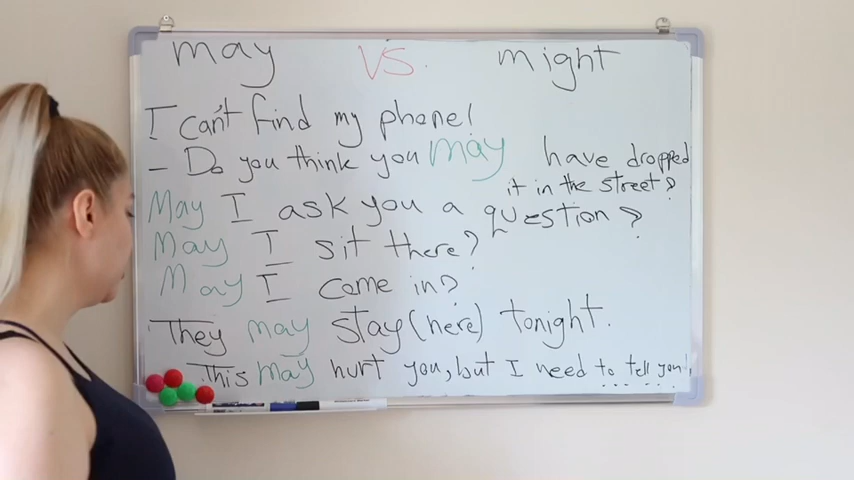 may VS. might
I can't find my phone!
- Do you think you may have dropped
it in the street?
May I ask you a question?
May I sit there?
May I come in?
They may stay (here) tonight.
This may hurt you, but I need to tell you!